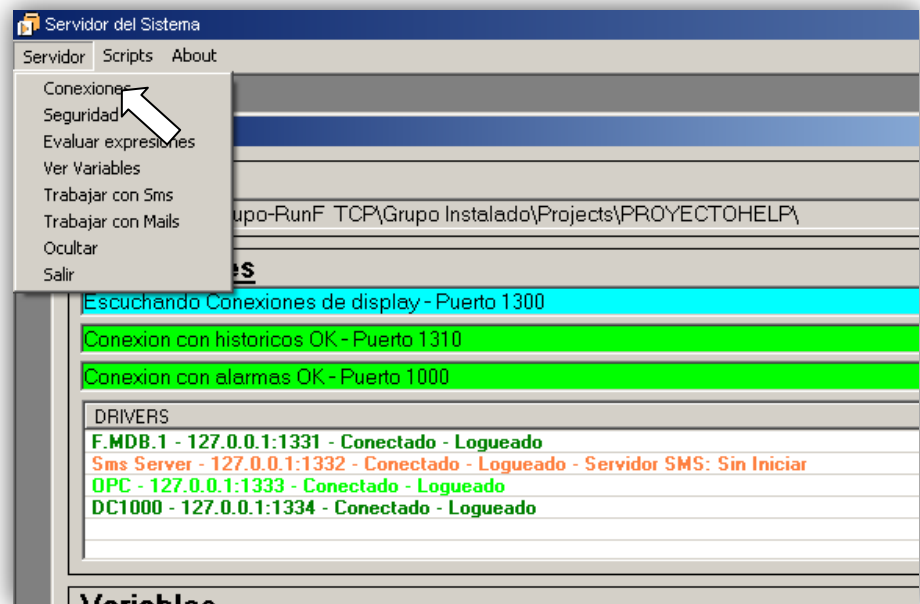 Servidor del Sistema
Servidor Scripts About
Conexiones
Seguridad
Evaluar expresiones
Ver Variables
Trabajar con Sms
Trabajar con Mails
Ocultar
Salir
upo-RunF TCP\Grupo Instalado\Projects\PROYECTOHELP\
es
Escuchando Conexiones de display - Puerto 1300
Conexion con historicos OK - Puerto 1310
Conexion con alarmas OK - Puerto 1000
DRIVERS
F.MDB.1 - 127.0.0.1:1331 - Conectado - Logueado
Sms Server - 127.0.0.1:1332 - Conectado - Logueado - Servidor SMS: Sin Iniciar
OPC - 127.0.0.1:1333 - Conectado - Logueado
DC1000 - 127.0.0.1:1334 - Conectado - Logueado
Variables